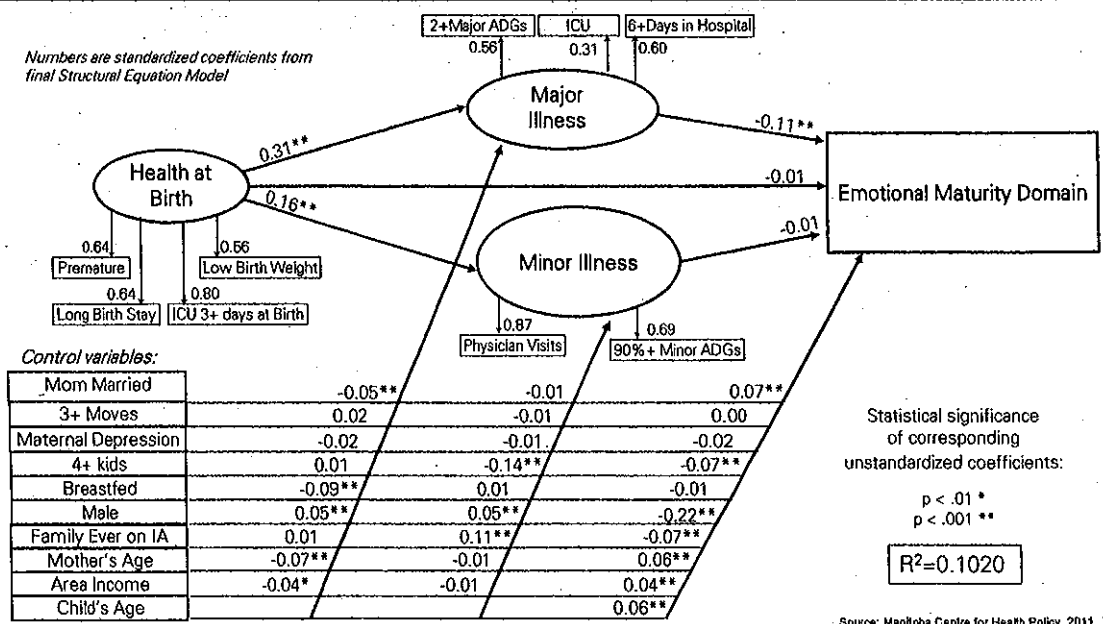 2+Major ADGs ICU 6+Days in Hospital
0.56 0.31 0.60
Numbers are standardized coefficients from
final Structural Equation Model
Major
Illness
0.31**
-0.11**
Health at
Birth
-0.01
Emotional Maturity Domain
0.16**
-0.01
Minor Illness
0.64 0.56
Premature Low Birth Weight
0.64 0.80
Long Birth Stay ICU 3+ days at Birth
0.87 0.69
Physician Visits 90%+ Minor ADGs
Control variables:
Mom Married -0.05** -0.01 0.07**
3+ Moves 0.02 -0.01 0.00
Maternal Depression -0.02 -0.01 -0.02
4+ kids 0.01 -0.14** -0.07**
Breastfed -0.09** 0.01 -0.01
Male 0.05** 0.05** -0.22**
Family Ever on IA 0.01 0.11** -0.07**
Mother's Age -0.07** -0.01 0.06**
Area Income -0.04* -0.01 0.04**
Child's Age 0.06**
Statistical significance
of corresponding
unstandardized coefficients:
p < .01 *
p < .001 **
R²=0.1020
Source: Manitoba Centre for Health Policy, 2011